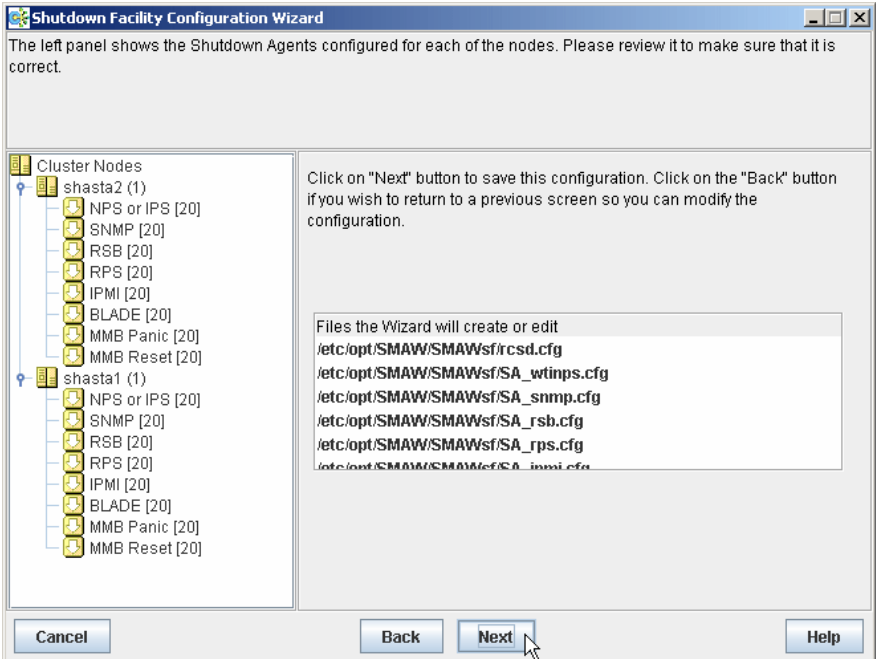 Shutdown Facility Configuration Wizard
The left panel shows the Shutdown Agents configured for each of the nodes. Please review it to make sure that it is
correct.
Cluster Nodes
shasta2 (1)
NPS or IPS [20]
SNMP [20]
RSB [20]
RPS [20]
IPMI [20]
BLADE [20]
MMB Panic [20]
MMB Reset [20]
shasta1 (1)
NPS or IPS [20]
SNMP [20]
RSB [20]
RPS [20]
IPMI [20]
BLADE [20]
MMB Panic [20]
MMB Reset [20]
Click on "Next" button to save this configuration. Click on the "Back" button
if you wish to return to a previous screen so you can modify the
configuration.
Files the Wizard will create or edit
/etc/opt/SMAW/SMAWsf/rcsd.cfg
/etc/opt/SMAW/SMAWsf/SA_wtinps.cfg
/etc/opt/SMAW/SMAWsf/SA_snmp.cfg
/etc/opt/SMAW/SMAWsf/SA_rsb.cfg
/etc/opt/SMAW/SMAWsf/SA_rps.cfg
/etc/opt/SMAW/SMAWsf/SA_ipmi.cfg
Cancel
Back
Next
Help